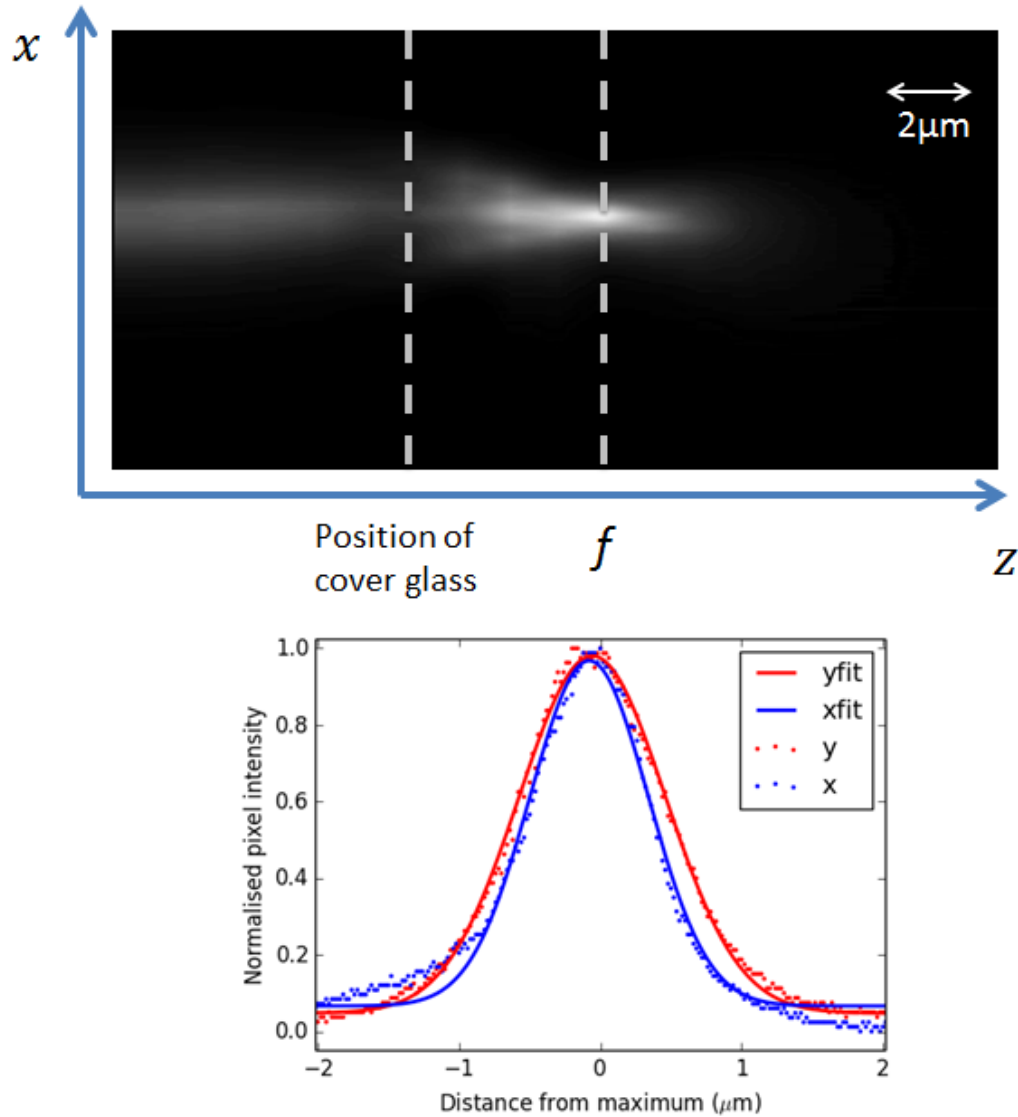 x
2μm
Position of
cover glass
f
z
1.0
0.8
0.6
0.4
0.2
0.0
Normalised pixel intensity
yfit
xfit
y
x
−2
−1
0
1
2
Distance from maximum (μm)